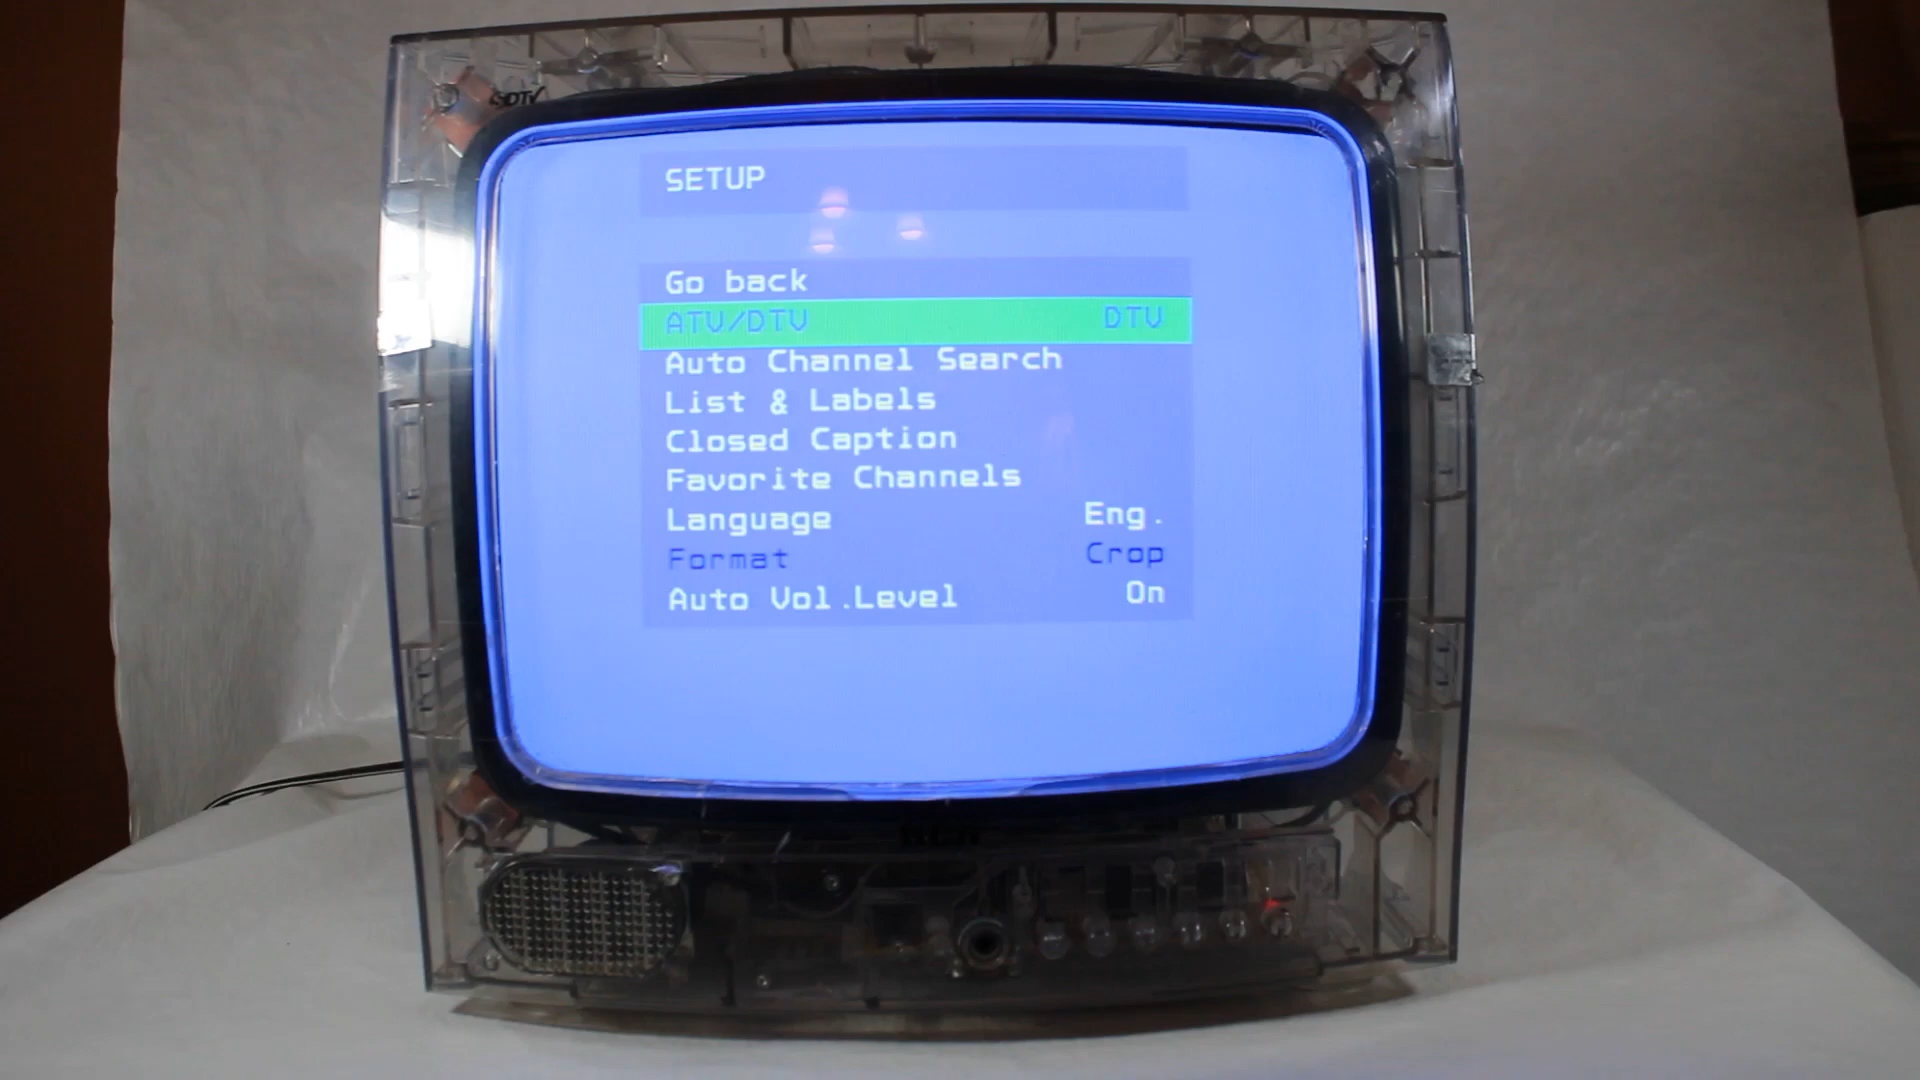 SDTV
SETUP
Go back
ATV/DTV DTV
Auto Channel Search
List & Labels
Closed Caption
Favorite Channels
Language Eng.
Format Crop
Auto Vol.Level On